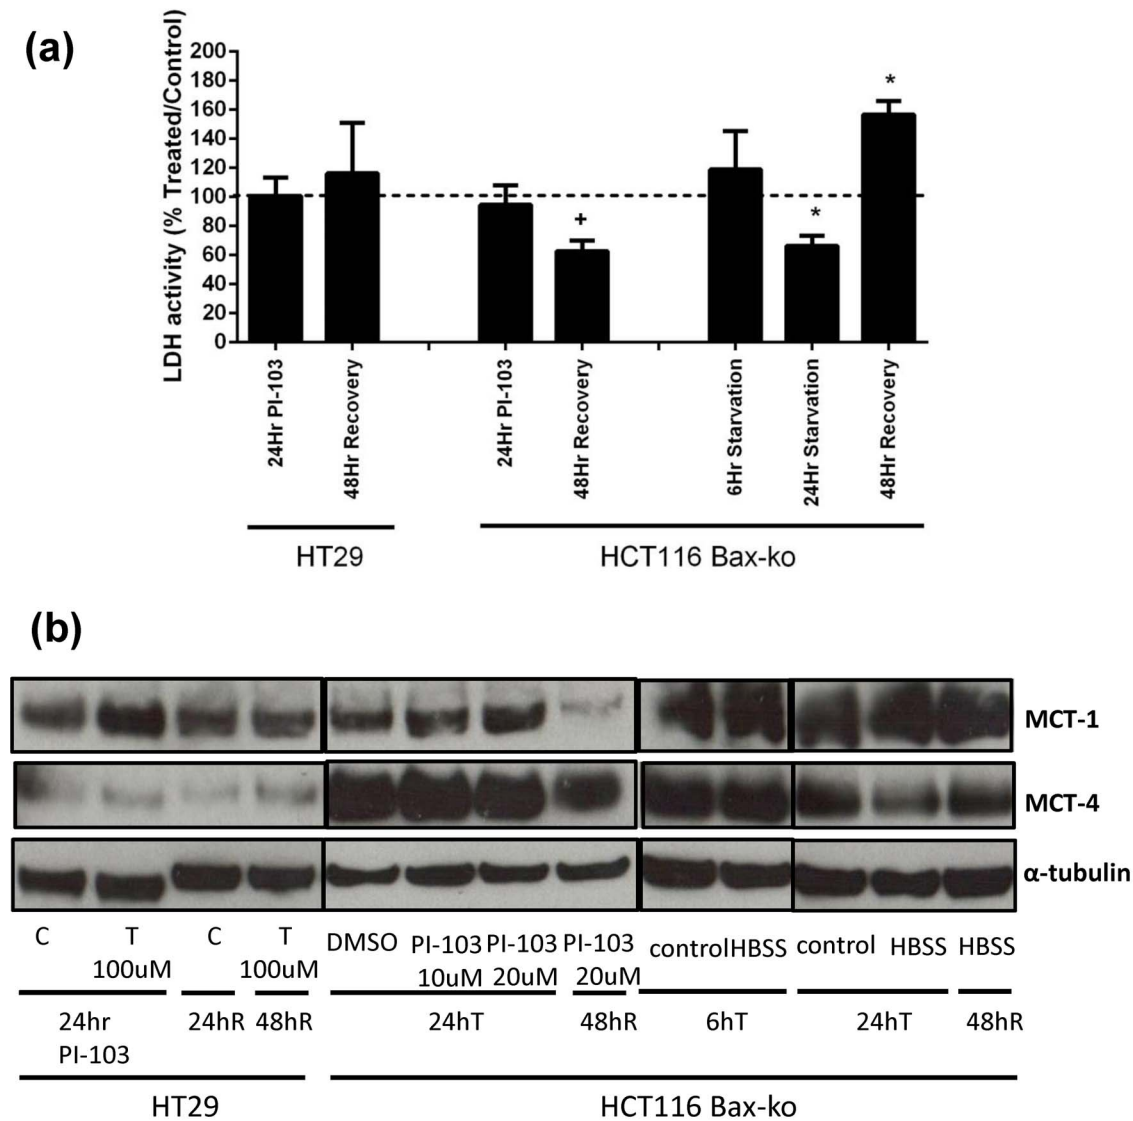 (a)
LDH activity (% Treated/Control)
200
180
160
140
120
100
80
60
40
20
0
+
*
*
24Hr PI-103
48Hr Recovery
24Hr PI-103
48Hr Recovery
6Hr Starvation
24Hr Starvation
48Hr Recovery
HT29
HCT116 Bax-ko
(b)
MCT-1
MCT-4
α-tubulin
C T C T DMSO PI-103 PI-103 PI-103 control HBSS control HBSS HBSS
100uM 100uM 10uM 20uM 20uM
24hr 24hR 48hR 24hT 48hR 6hT 24hT 48hR
PI-103
HT29 HCT116 Bax-ko